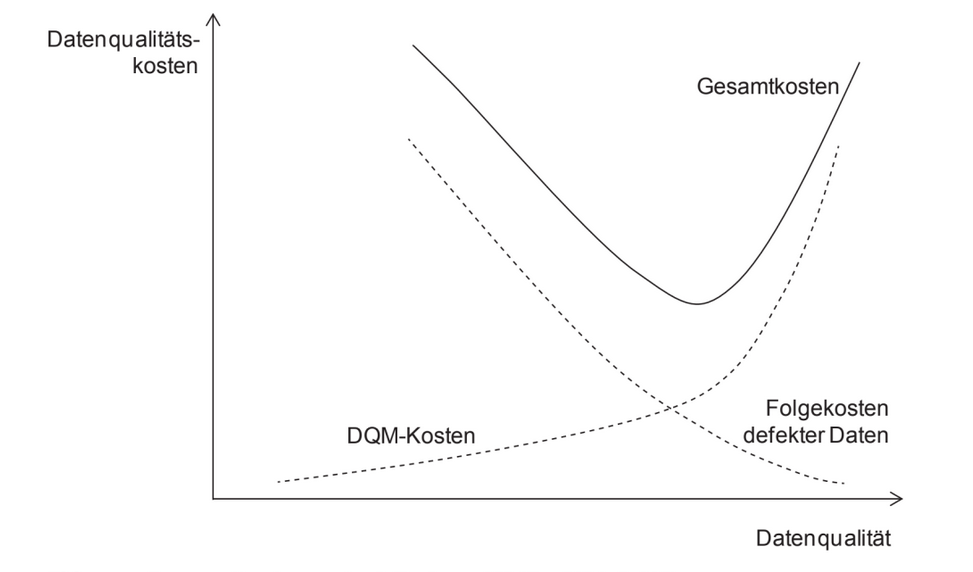 Datenqualitäts-
kosten
Gesamtkosten
DQM-Kosten
Folgekosten
defekter Daten
Datenqualität